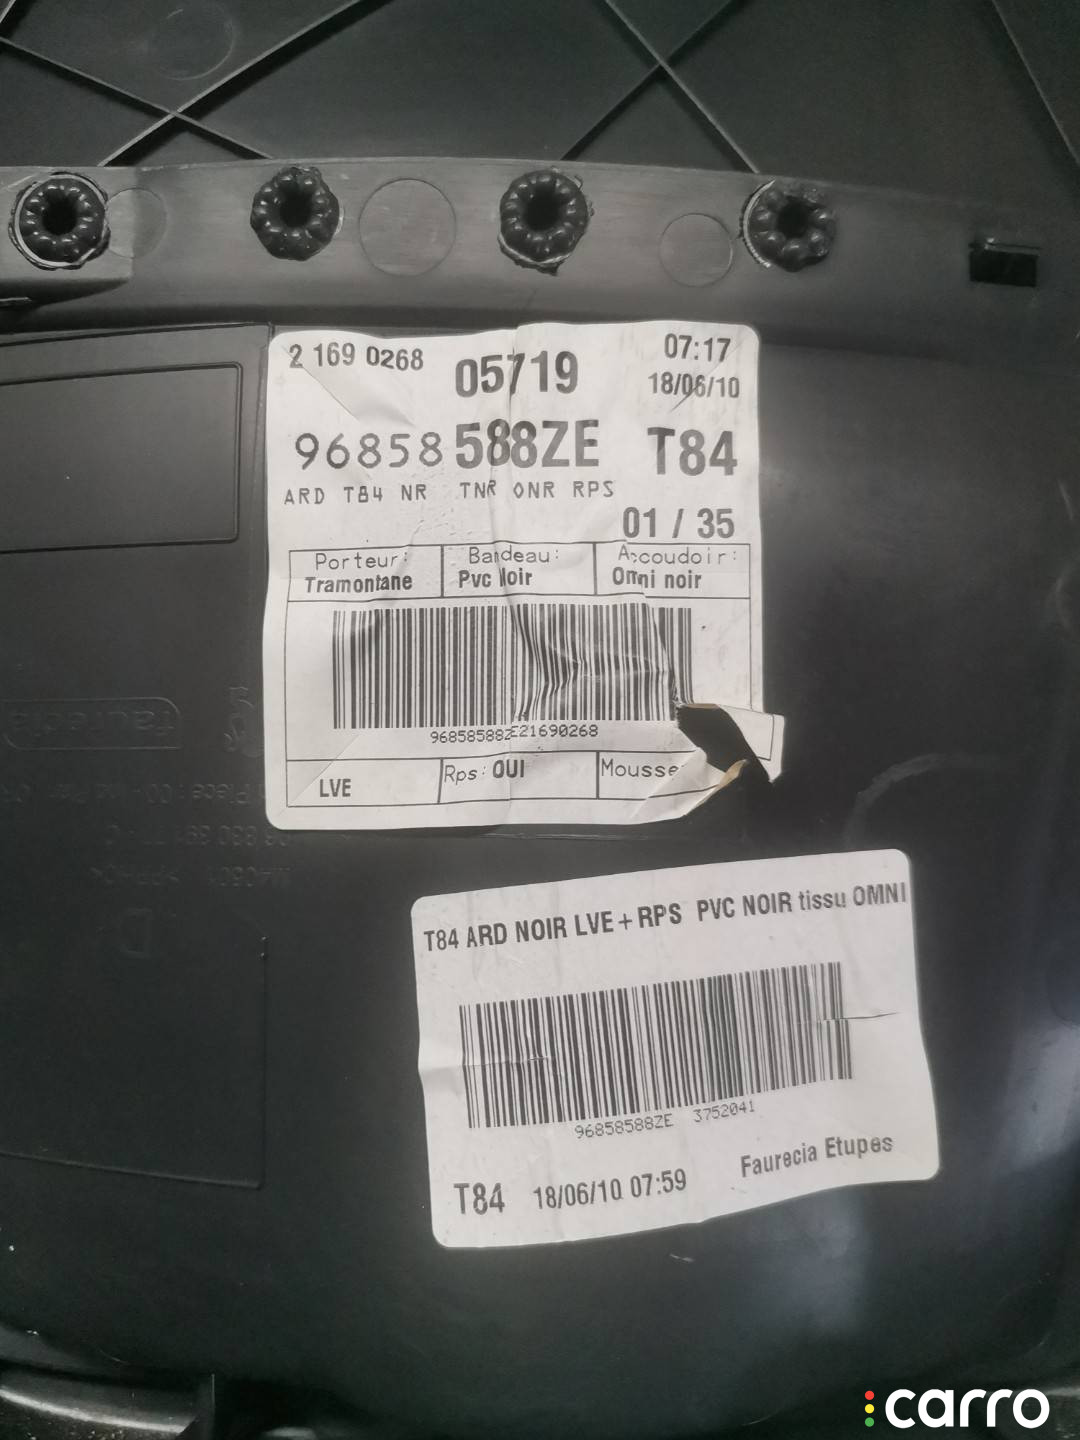 2 169 0268 05719 07:17
18/06/10
96858588ZE T84
ARD T84 NR TNR ONR RPS
01 / 35
Porteur: Bandeau: Accoudoir:
Tramontane Pvc Noir Omni noir
96858588ZE21690268
LVE Rps: OUI Mousse
faurecia
D
T84 ARD NOIR LVE + RPS PVC NOIR tissu OMNI
96858588ZE 3752041
T84 18/06/10 07:59 Faurecia Etupes
carro